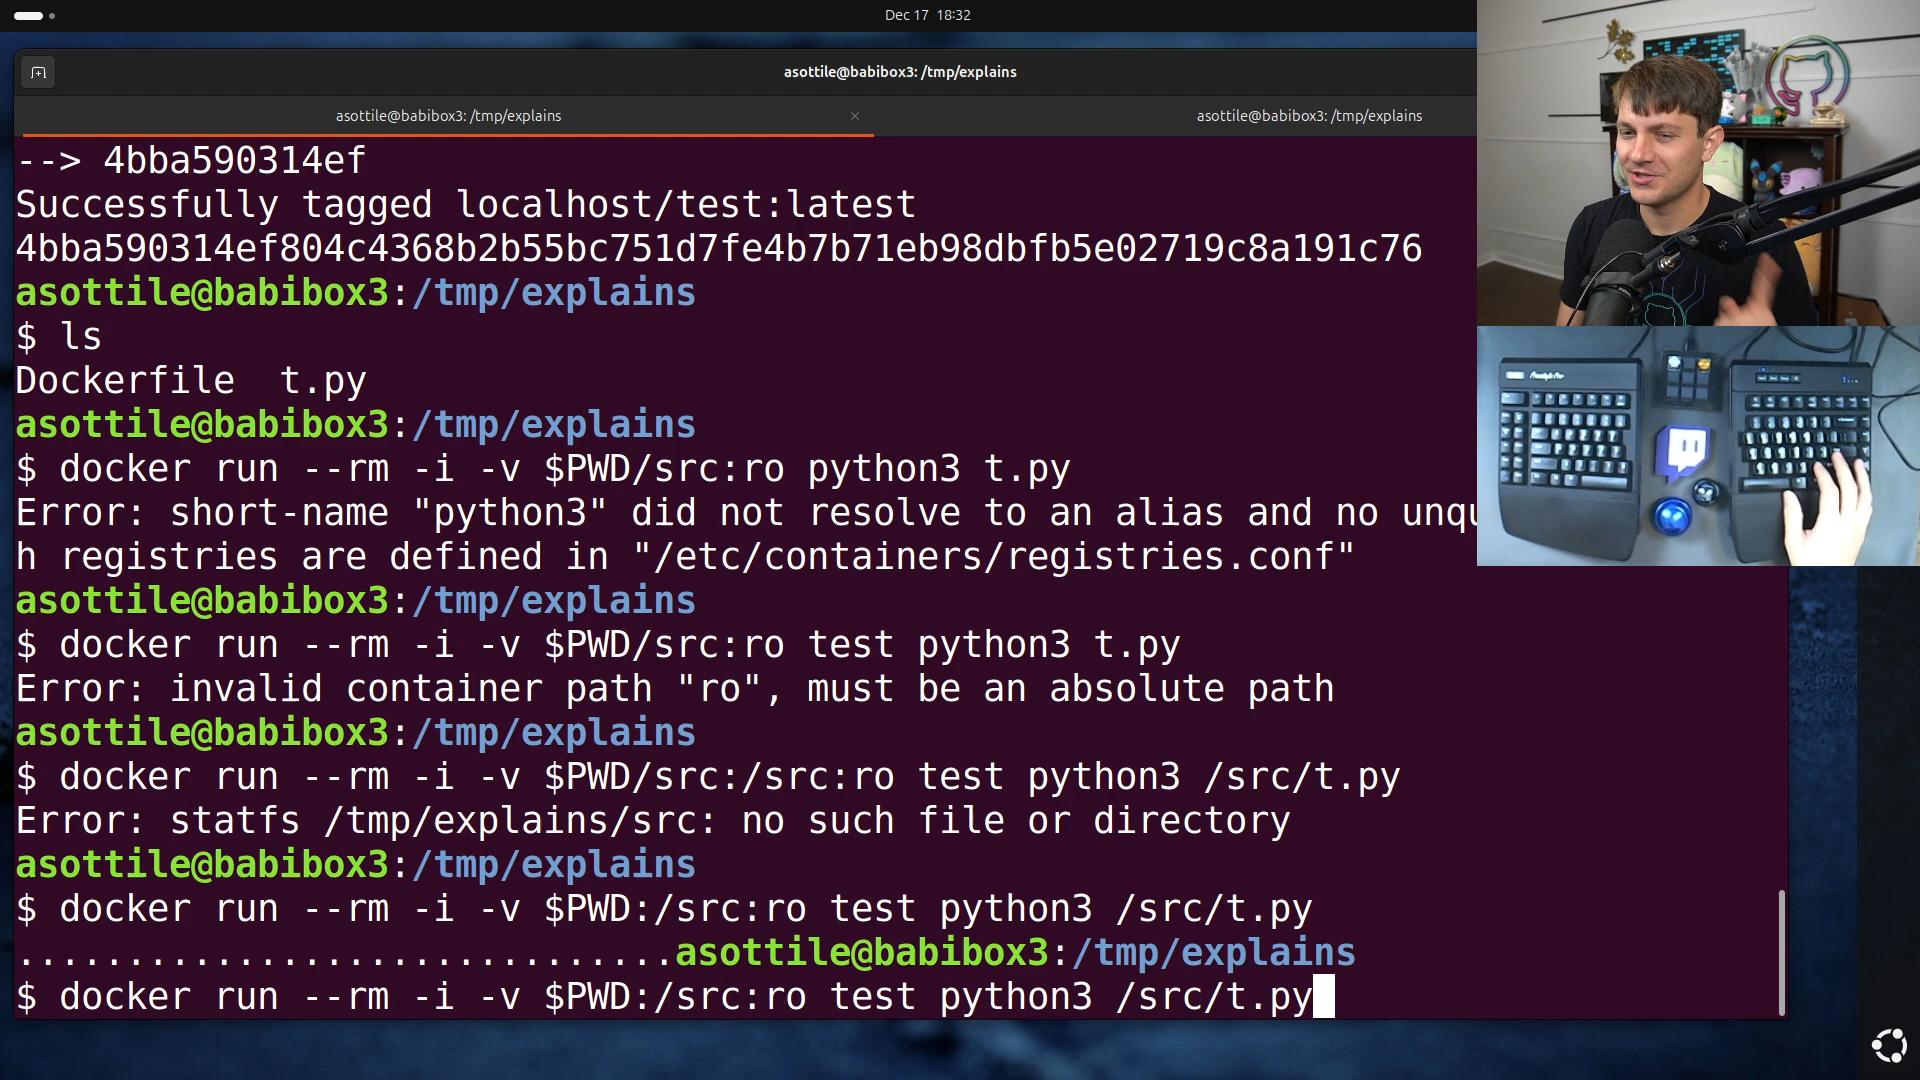 Dec 17 18:32
asottile@babibox3: /tmp/explains
asottile@babibox3: /tmp/explains
asottile@babibox3: /tmp/explains
--> 4bba590314ef
Successfully tagged localhost/test:latest
4bba590314ef804c4368b2b55bc751d7fe4b7b71eb98dbfb5e02719c8a191c76
asottile@babibox3:/tmp/explains
$ ls
Dockerfile  t.py
asottile@babibox3:/tmp/explains
$ docker run --rm -i -v $PWD/src:ro python3 t.py
Error: short-name "python3" did not resolve to an alias and no unqu
h registries are defined in "/etc/containers/registries.conf"
asottile@babibox3:/tmp/explains
$ docker run --rm -i -v $PWD/src:ro test python3 t.py
Error: invalid container path "ro", must be an absolute path
asottile@babibox3:/tmp/explains
$ docker run --rm -i -v $PWD/src:/src:ro test python3 /src/t.py
Error: statfs /tmp/explains/src: no such file or directory
asottile@babibox3:/tmp/explains
$ docker run --rm -i -v $PWD:/src:ro test python3 /src/t.py
..............................asottile@babibox3:/tmp/explains
$ docker run --rm -i -v $PWD:/src:ro test python3 /src/t.py